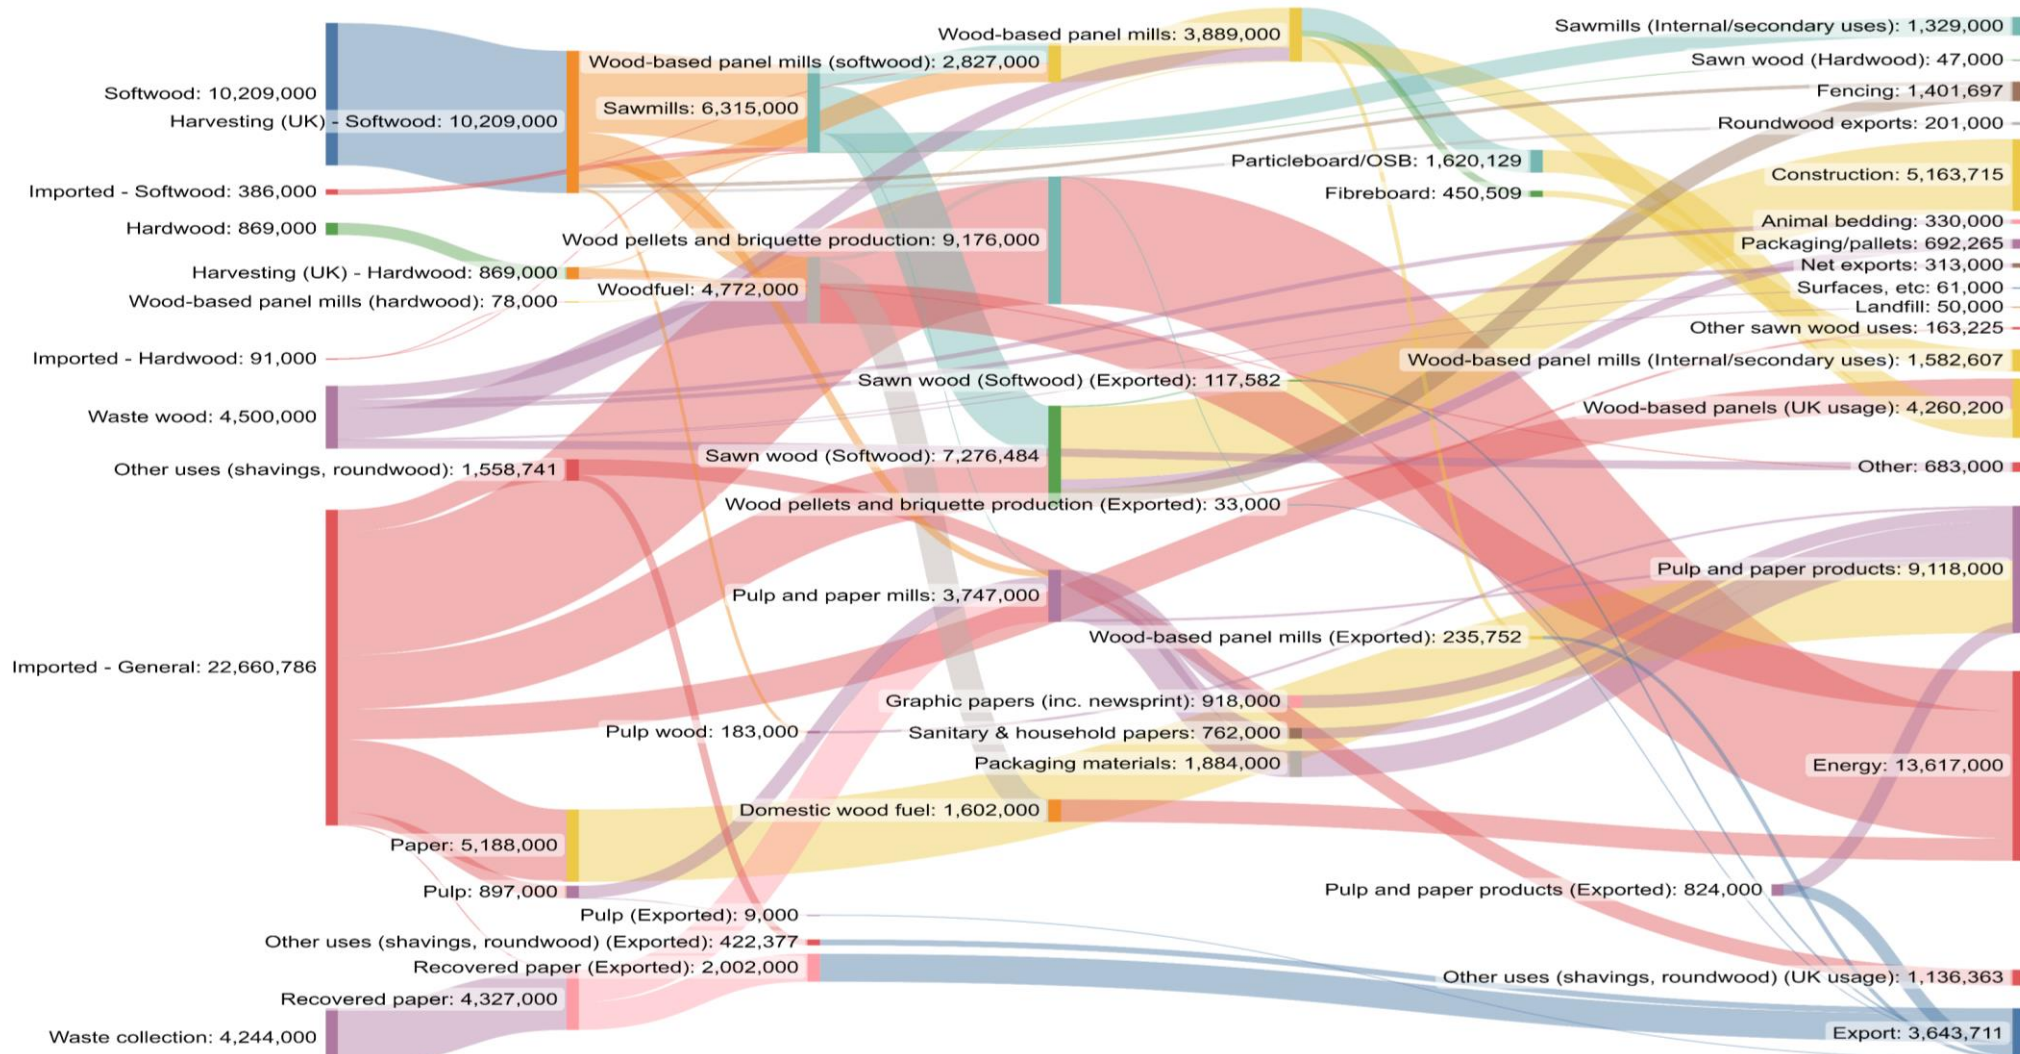 Softwood: 10,209,000
Harvesting (UK) - Softwood: 10,209,000
Imported - Softwood: 386,000
Hardwood: 869,000
Harvesting (UK) - Hardwood: 869,000
Wood-based panel mills (hardwood): 78,000
Imported - Hardwood: 91,000
Waste wood: 4,500,000
Other uses (shavings, roundwood): 1,558,741
Imported - General: 22,660,786
Paper: 5,188,000
Pulp: 897,000
Recovered paper: 4,327,000
Waste collection: 4,244,000
Wood-based panel mills (softwood): 2,827,000
Sawmills: 6,315,000
Wood pellets and briquette production: 9,176,000
Woodfuel: 4,772,000
Sawn wood (Softwood): 7,276,484
Pulp and paper mills: 3,747,000
Pulp wood: 183,000
Domestic wood fuel: 1,602,000
Pulp (Exported): 9,000
Other uses (shavings, roundwood) (Exported): 422,377
Recovered paper (Exported): 2,002,000
Wood-based panel mills: 3,889,000
Particleboard/OSB: 1,620,129
Fibreboard: 450,509
Sawn wood (Softwood) (Exported): 117,582
Wood pellets and briquette production (Exported): 33,000
Wood-based panel mills (Exported): 235,752
Graphic papers (inc. newsprint): 918,000
Sanitary & household papers: 762,000
Packaging materials: 1,884,000
Pulp and paper products (Exported): 824,000
Sawmills (Internal/secondary uses): 1,329,000
Sawn wood (Hardwood): 47,000
Fencing: 1,401,697
Roundwood exports: 201,000
Construction: 5,163,715
Animal bedding: 330,000
Packaging/pallets: 692,265
Net exports: 313,000
Surfaces, etc: 61,000
Landfill: 50,000
Other sawn wood uses: 163,225
Wood-based panel mills (Internal/secondary uses): 1,582,607
Wood-based panels (UK usage): 4,260,200
Other: 683,000
Pulp and paper products: 9,118,000
Energy: 13,617,000
Other uses (shavings, roundwood) (UK usage): 1,136,363
Export: 3,643,711